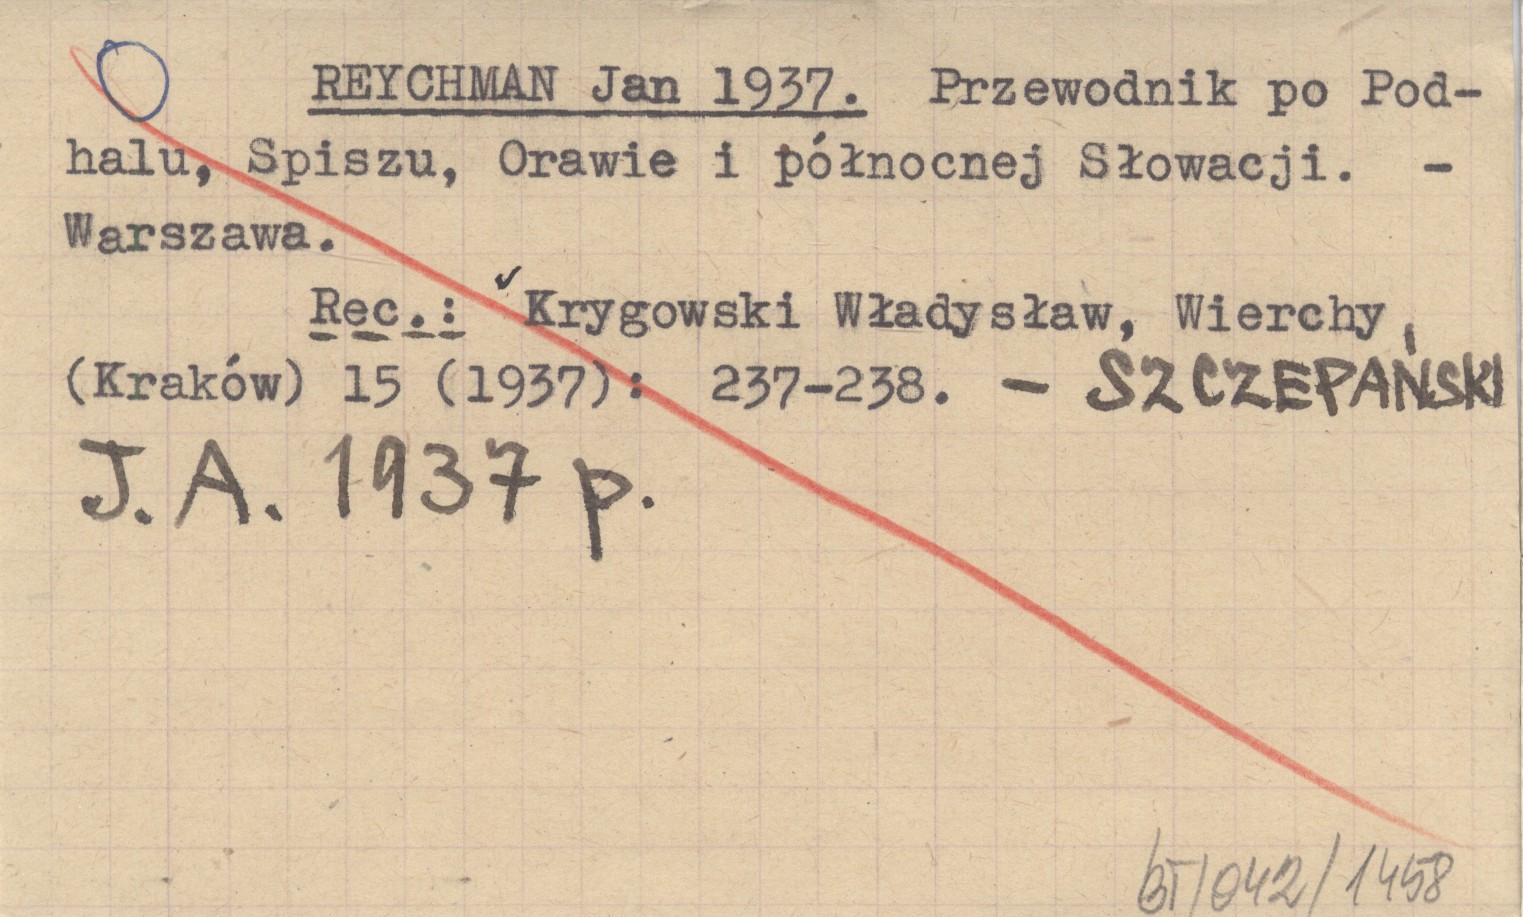 REYCHMAN Jan 1937. Przewodnik po Pod-
halu, Spiszu, Orawie i północnej Słowacji. -
Warszawa.
Rec.: Krygowski Władysław, Wierchy,
(Kraków) 15 (1937): 237-238. - SZCZEPAŃSKI
J.A. 1937 p.
BT/042/1458